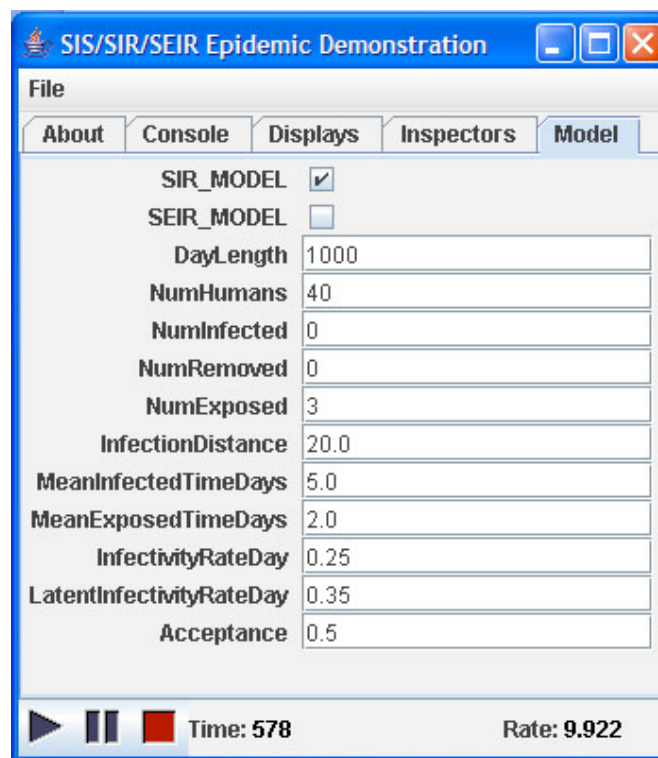 SIS/SIR/SEIR Epidemic Demonstration
File
About Console Displays Inspectors Model
SIR_MODEL
SEIR_MODEL
DayLength 1000
NumHumans 40
NumInfected 0
NumRemoved 0
NumExposed 3
InfectionDistance 20.0
MeanInfectedTimeDays 5.0
MeanExposedTimeDays 2.0
InfectivityRateDay 0.25
LatentInfectivityRateDay 0.35
Acceptance 0.5
Time: 578 Rate: 9.922